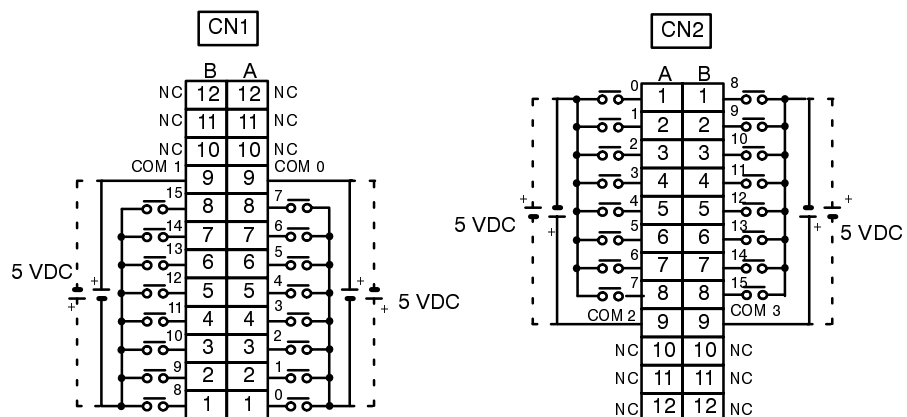 CN1
B A
NC 12 12 NC
NC 11 11 NC
NC 10 10 NC
COM 1 9 9 COM 0
15 8 8 7
14 7 7 6
13 6 6 5
12 5 5 4
11 4 4 3
10 3 3 2
9 2 2 1
8 1 1 0
5 VDC + +
+ + 5 VDC
CN2
A B
0 1 1 8
1 2 2 9
2 3 3 10
3 4 4 11
4 5 5 12
5 6 6 13
6 7 7 14
7 8 8 15
COM 2 9 9 COM 3
NC 10 10 NC
NC 11 11 NC
NC 12 12 NC
5 VDC + +
+ + 5 VDC